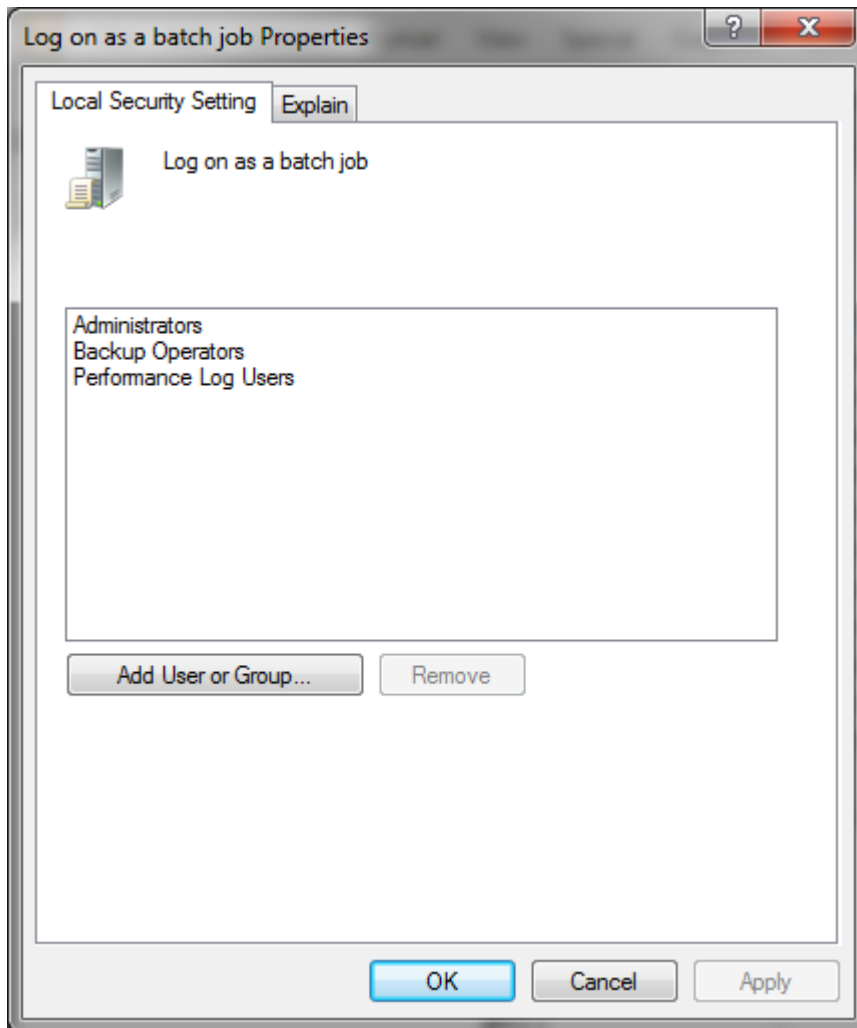 Log on as a batch job Properties
Local Security Setting
Explain
Log on as a batch job
Administrators
Backup Operators
Performance Log Users
Add User or Group...
Remove
OK
Cancel
Apply